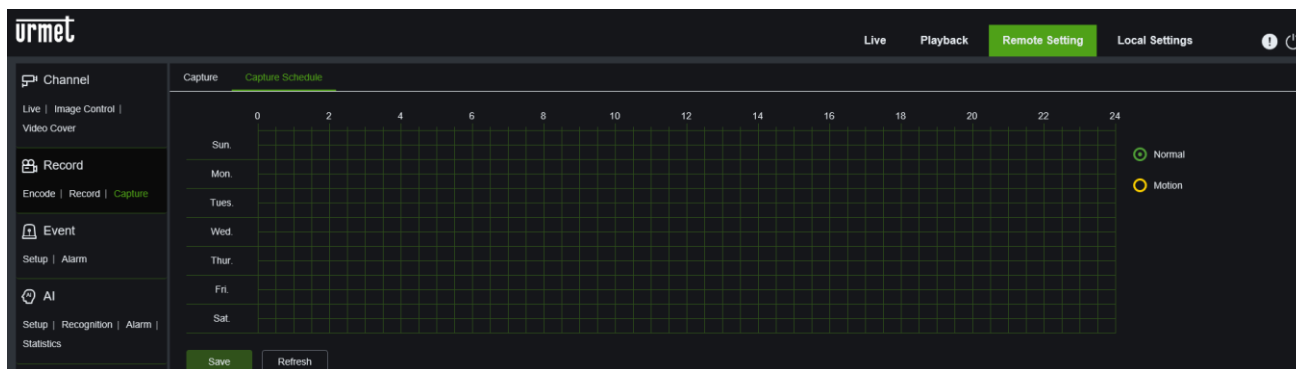 urmet
Live Playback Remote Setting Local Settings
Channel
Live | Image Control |
Video Cover
Record
Encode | Record | Capture
Event
Setup | Alarm
AI
Setup | Recognition | Alarm |
Statistics
Capture Capture Schedule
0 2 4 6 8 10 12 14 16 18 20 22 24
Sun.
Mon.
Tues.
Wed.
Thur.
Fri.
Sat.
Normal
Motion
Save Refresh